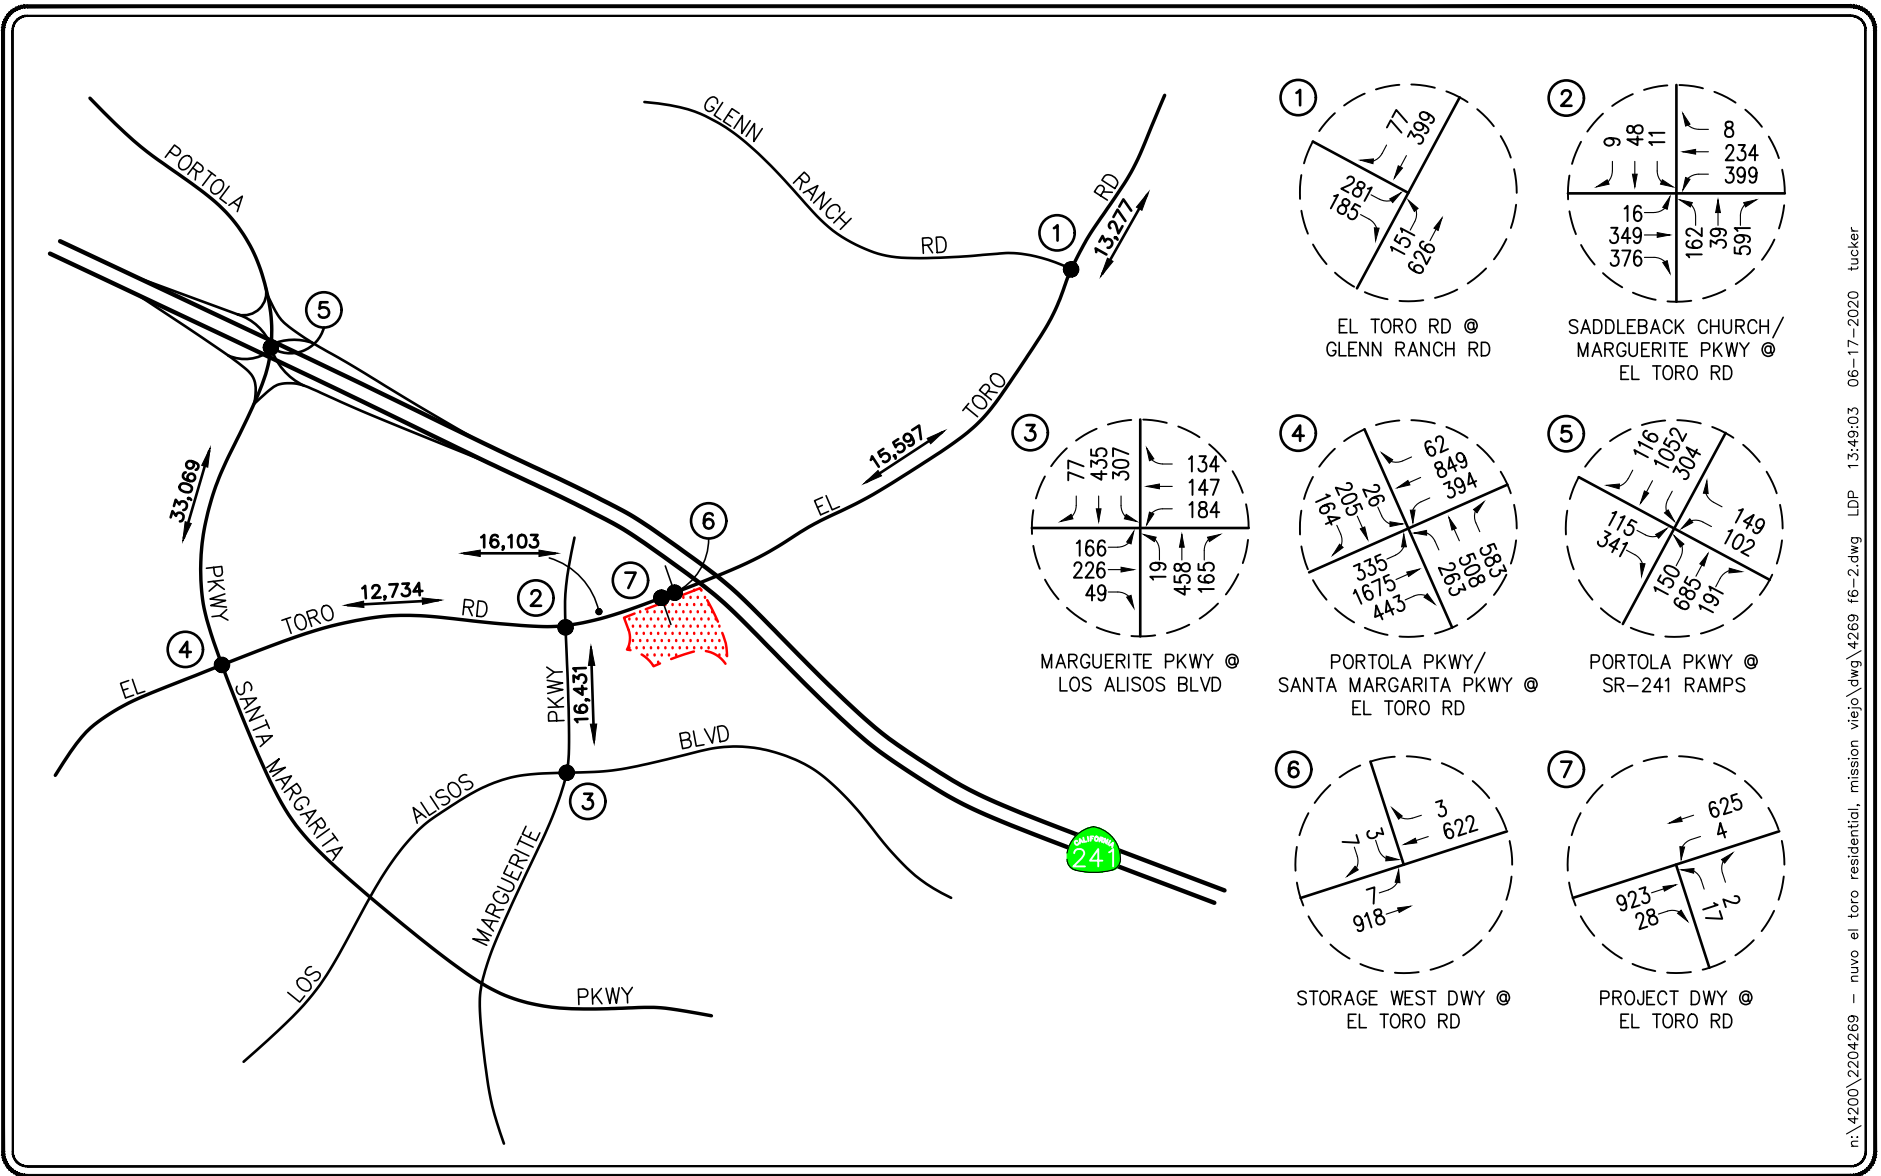 PORTOLA
PKWY
33,069
5
GLENN
RANCH
RD
1
RD
13,277
TORO
15,597
EL
6
7
16,103
2
12,734
RD
TORO
EL
4
PKWY
16,431
3
SANTA
MARGARITA
PKWY
LOS
ALISOS
BLVD
MARGUERITE
CALIFORNIA
241
1
77
399
281
185
151
626
EL TORO RD @
GLENN RANCH RD
2
9
48
11
8
234
399
16
349
376
162
39
591
SADDLEBACK CHURCH/
MARGUERITE PKWY @
EL TORO RD
3
77
435
307
134
147
184
166
226
49
19
458
165
MARGUERITE PKWY @
LOS ALISOS BLVD
4
164
205
26
62
849
394
335
1675
443
263
508
583
PORTOLA PKWY/
SANTA MARGARITA PKWY @
EL TORO RD
5
116
1052
304
149
102
115
341
150
685
191
PORTOLA PKWY @
SR-241 RAMPS
6
7
3
3
622
7
918
STORAGE WEST DWY @
EL TORO RD
7
625
4
923
28
17
2
PROJECT DWY @
EL TORO RD
n:\4200\2204269 - nuvo el toro residential, mission viejo\dwg\4269 f6-2.dwg LDP 13:49:03 06-17-2020 tucker